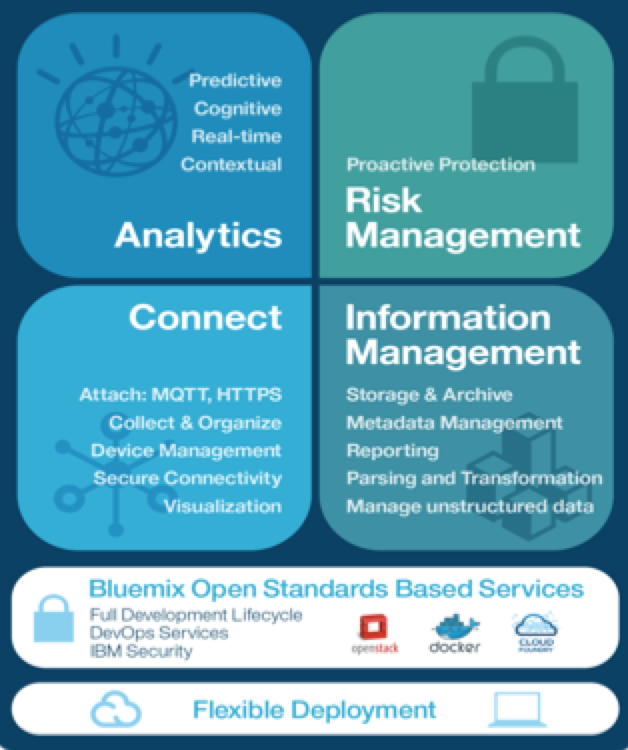 Predictive
Cognitive
Real-time
Contextual
Analytics
Proactive Protection
Risk
Management
Connect
Attach: MQTT, HTTPS
Collect & Organize
Device Management
Secure Connectivity
Visualization
Information
Management
Storage & Archive
Metadata Management
Reporting
Parsing and Transformation
Manage unstructured data
Bluemix Open Standards Based Services
Full Development Lifecycle
DevOps Services
IBM Security
openstack
docker
CLOUD
FOUNDRY
Flexible Deployment